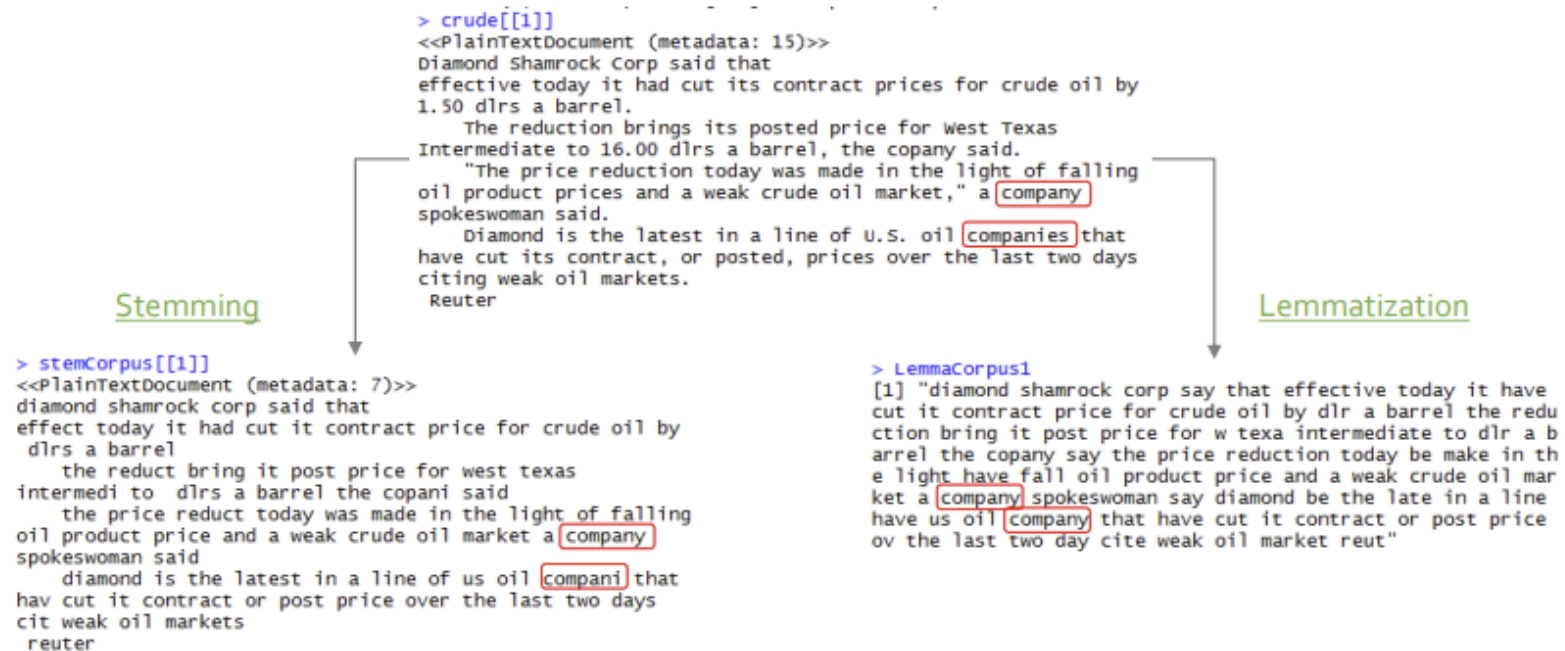 > crude[[1]]
<<PlainTextDocument (metadata: 15)>>
Diamond Shamrock Corp said that
effective today it had cut its contract prices for crude oil by
1.50 dlrs a barrel.
The reduction brings its posted price for West Texas
Intermediate to 16.00 dlrs a barrel, the copany said.
"The price reduction today was made in the light of falling
oil product prices and a weak crude oil market," a company
spokeswoman said.
Diamond is the latest in a line of U.S. oil companies that
have cut its contract, or posted, prices over the last two days
citing weak oil markets.
Reuter
Stemming
> stemCorpus[[1]]
<<PlainTextDocument (metadata: 7)>>
diamond shamrock corp said that
effect today it had cut it contract price for crude oil by
dlrs a barrel
the reduct bring it post price for west texas
intermedi to dlrs a barrel the copani said
the price reduct today was made in the light of falling
oil product price and a weak crude oil market a company
spokeswoman said
diamond is the latest in a line of us oil compani that
hav cut it contract or post price over the last two days
cit weak oil markets
reuter
Lemmatization
> LemmaCorpus1
[1] "diamond shamrock corp say that effective today it have
cut it contract price for crude oil by dlr a barrel the redu
ction bring it post price for w texa intermediate to dlr a b
arrel the copany say the price reduction today be make in th
e light have fall oil product price and a weak crude oil mar
ket a company spokeswoman say diamond be the late in a line
have us oil company that have cut it contract or post price
ov the last two day cite weak oil market reut"